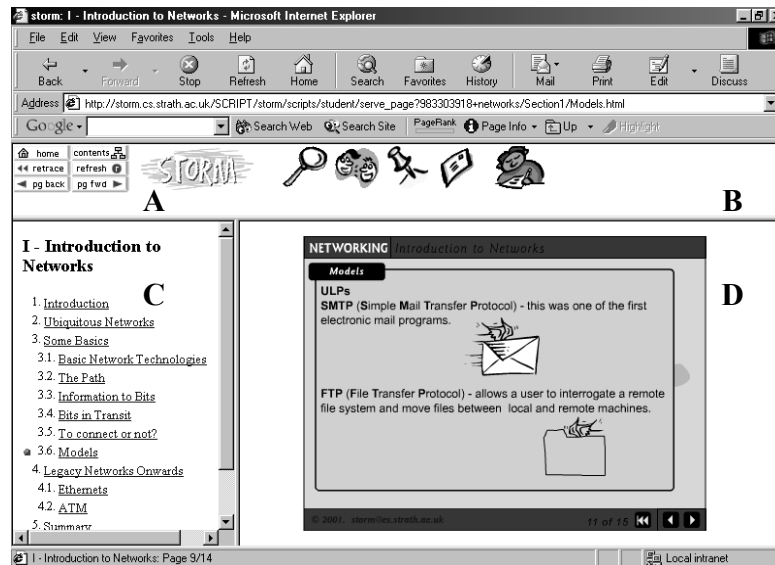 storm: I - Introduction to Networks - Microsoft Internet Explorer
File Edit View Favorites Tools Help
Back Forward Stop Refresh Home Search Favorites History Mail Print Edit Discuss
Address http://storm.cs.strath.ac.uk/SCRIPT/storm/scripts/student/serve_page?983303918+networks/Section1/Models.html
Google Search Web Search Site PageRank Page Info Up Highlight
home contents
retrace refresh
pg back pg fwd
STORM
A B
I - Introduction to
Networks
C
1. Introduction
2. Ubiquitous Networks
3. Some Basics
3.1. Basic Network Technologies
3.2. The Path
3.3. Information to Bits
3.4. Bits in Transit
3.5. To connect or not?
3.6. Models
4. Legacy Networks Onwards
4.1. Ethernets
4.2. ATM
5. Summary
NETWORKING Introduction to Networks
Models
D
ULPs
SMTP (Simple Mail Transfer Protocol) - this was one of the first
electronic mail programs.
FTP (File Transfer Protocol) - allows a user to interrogate a remote
file system and move files between local and remote machines.
© 2001. 11 of 15
I - Introduction to Networks: Page 9/14 Local intranet